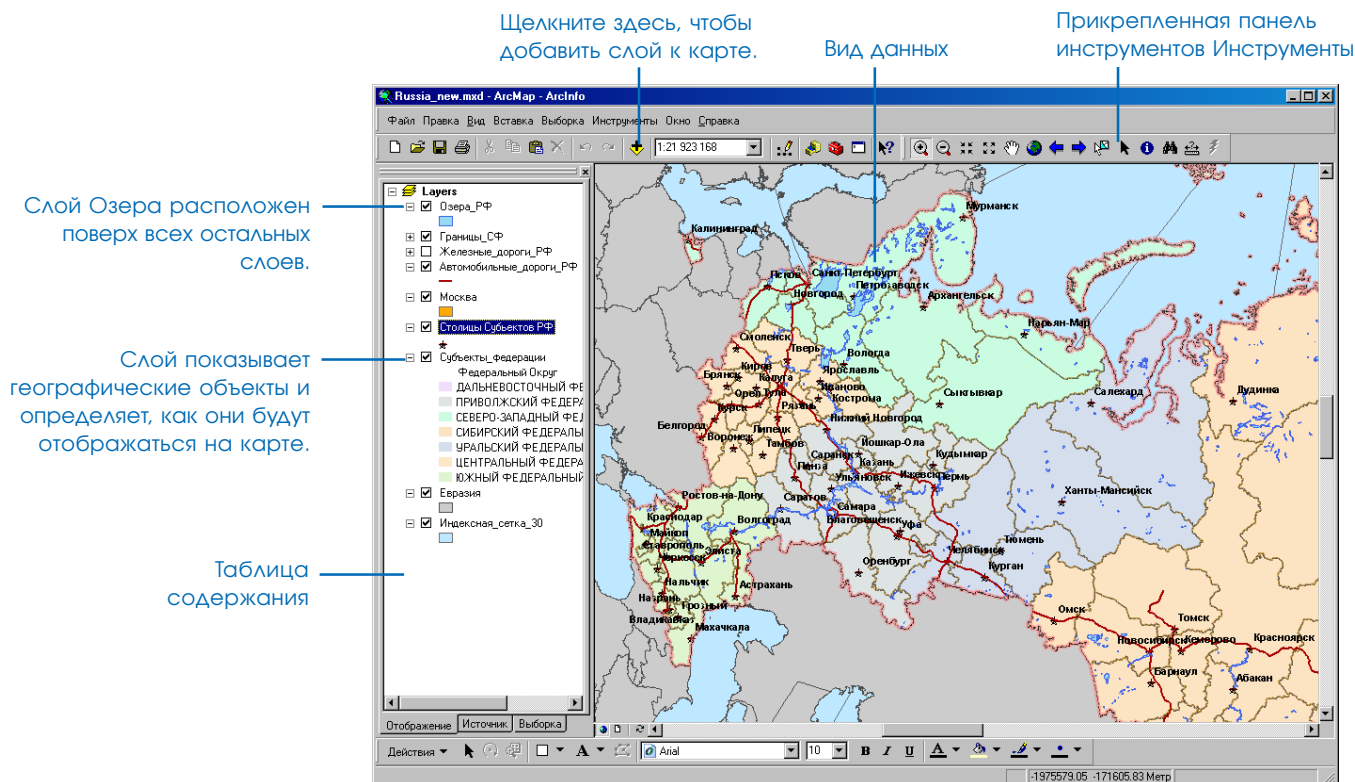 Щелкните здесь, чтобы
добавить слой к карте.
Вид данных
Прикрепленная панель
инструментов Инструменты
Russia_new.mxd - ArcMap - ArcInfo
Файл Правка Вид Вставка Выборка Инструменты Окно Справка
1:21 923 168
Слой Озера расположен
поверх всех остальных
слоев.
Слой показывает
географические объекты и
определяет, как они будут
отображаться на карте.
Таблица
содержания
Layers
Озера_РФ
Границы_СФ
Железные_дороги_РФ
Автомобильные_дороги_РФ
Москва
Столицы Субъектов РФ
Субъекты_федерации
Федеральный Округ
ДАЛЬНЕВОСТОЧНЫЙ ФЕ
ПРИВОЛЖСКИЙ ФЕДЕРА
СЕВЕРО-ЗАПАДНЫЙ ФЕД
СИБИРСКИЙ ФЕДЕРАЛЬ
УРАЛЬСКИЙ ФЕДЕРАЛЬ
ЦЕНТРАЛЬНЫЙ ФЕДЕРА
ЮЖНЫЙ ФЕДЕРАЛЬНЫЙ
Евразия
Индексная_сетка_30
Отображение Источник Выборка
Мурманск
Калининград
Псков
Санкт-Петербург
Петрозаводск
Новгород
Архангельск
Нарьян-Мар
Смоленск
Тверь
Вологда
Ярославль
Киров
Брянск
Калуга
Иваново
Кострома
Орел
Тула
Рязань
Сыктывкар
Салехард
Дудинка
Курск
Нижний Новгород
Белгород
Липецк
Воронеж
Тамбов
Йошкар-Ола
Саранск
Казань
Кудымкар
Пенза
Ульяновск
Ижевск
Пермь
Ханты-Мансийск
Ростов-на-Дону
Саратов
Самара
Краснодар
Волгоград
Благовещенск
Уфа
Майкоп
Ставрополь
Элиста
Черкесск
Челябинск
Тюмень
Оренбург
Курган
Нальчик
Астрахань
Назрань
Грозный
Владикавказ
Махачкала
Омск
Томск
Новосибирск
Кемерово
Красноярск
Барнаул
Абакан
Действия
A
Arial
10
B I U A
-1975579.05 -171605.83 Метр